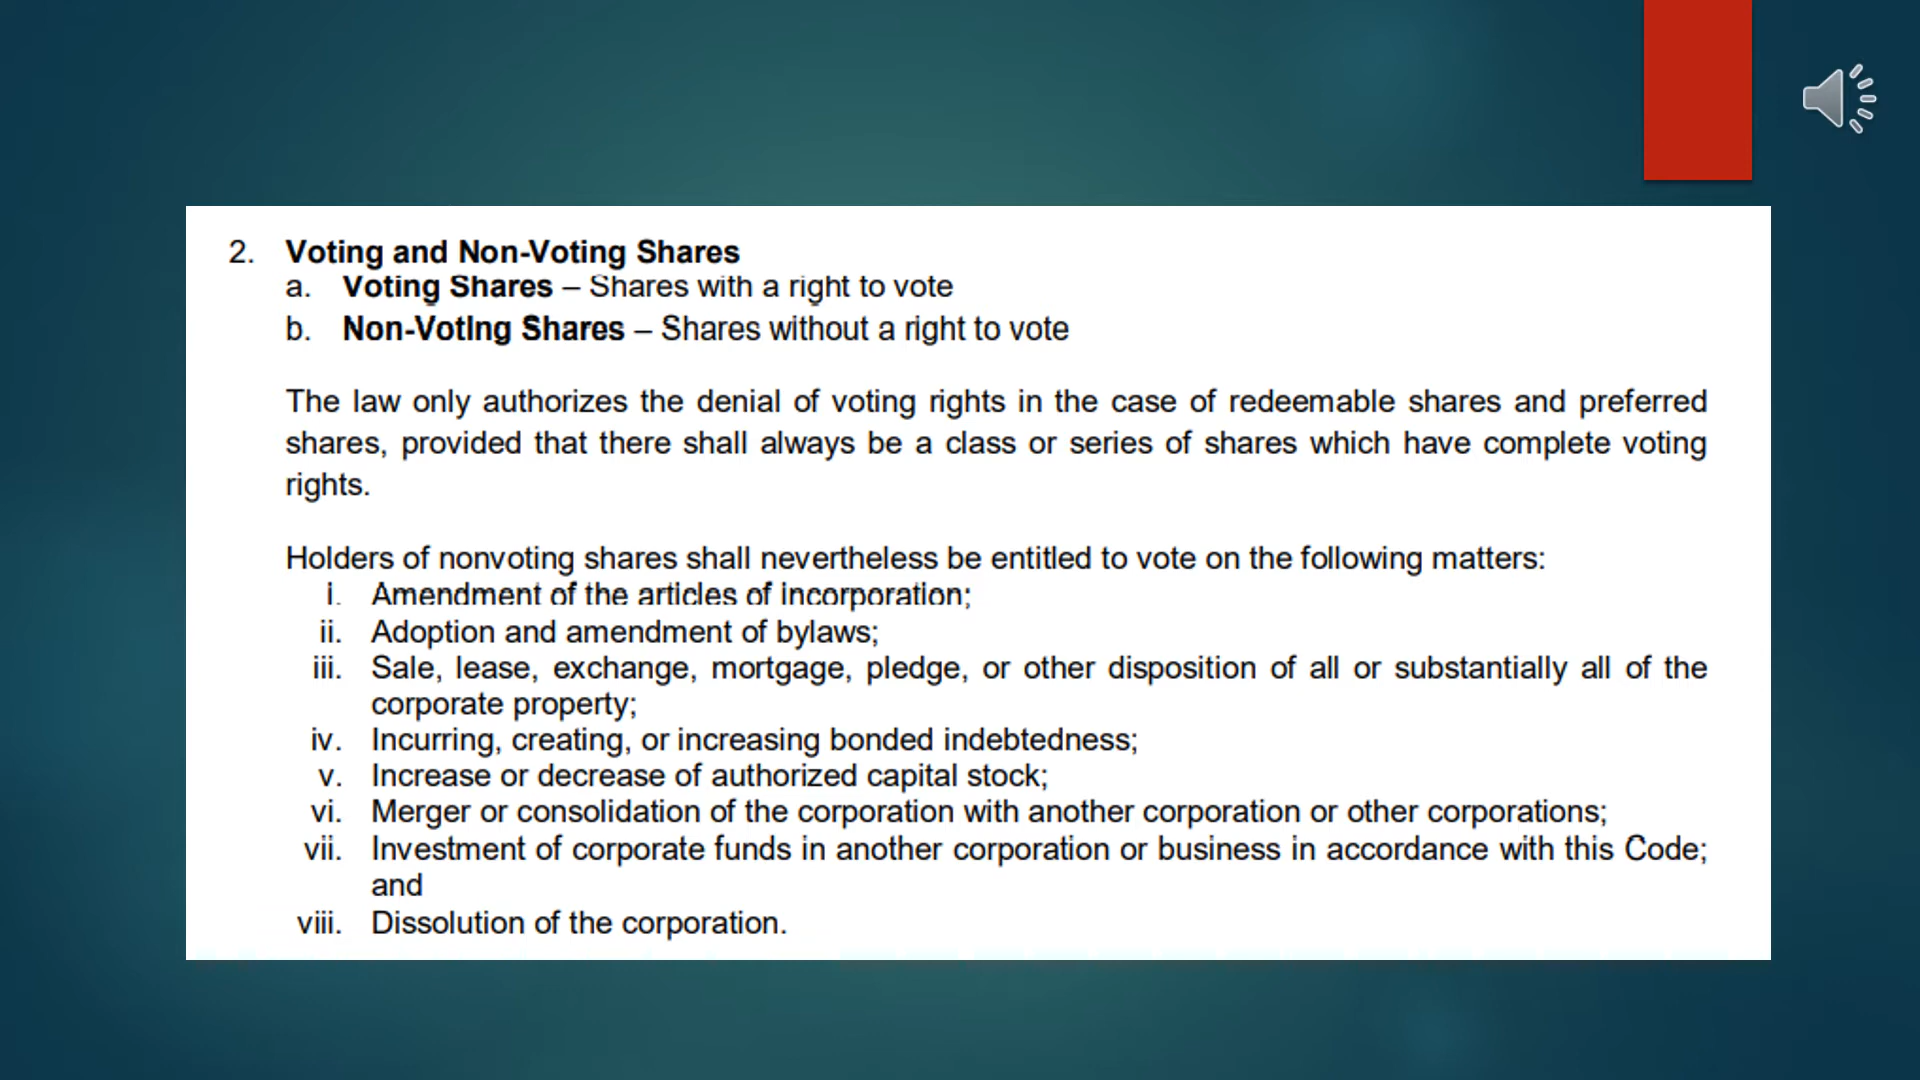 2. Voting and Non-Voting Shares
a. Voting Shares – Shares with a right to vote
b. Non-Voting Shares – Shares without a right to vote
The law only authorizes the denial of voting rights in the case of redeemable shares and preferred
shares, provided that there shall always be a class or series of shares which have complete voting
rights.
Holders of nonvoting shares shall nevertheless be entitled to vote on the following matters:
i. Amendment of the articles of incorporation;
ii. Adoption and amendment of bylaws;
iii. Sale, lease, exchange, mortgage, pledge, or other disposition of all or substantially all of the
corporate property;
iv. Incurring, creating, or increasing bonded indebtedness;
v. Increase or decrease of authorized capital stock;
vi. Merger or consolidation of the corporation with another corporation or other corporations;
vii. Investment of corporate funds in another corporation or business in accordance with this Code;
and
viii. Dissolution of the corporation.